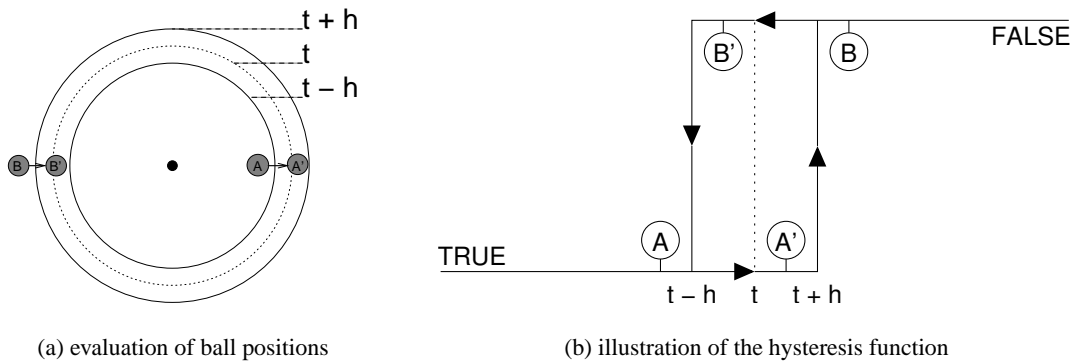 t + h
t
t – h
B
B'
A
A'
(a) evaluation of ball positions
FALSE
B'
B
A
A'
TRUE
t – h
t
t + h
(b) illustration of the hysteresis function